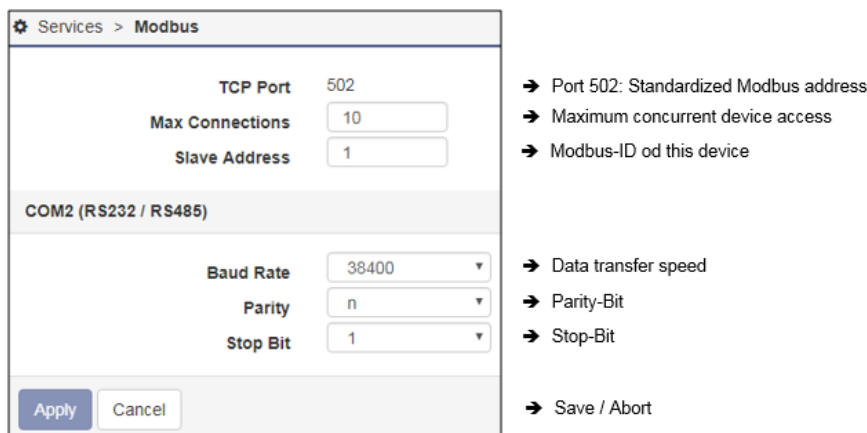 Services > Modbus
TCP Port 502 ➔ Port 502: Standardized Modbus address
Max Connections 10 ➔ Maximum concurrent device access
Slave Address 1 ➔ Modbus-ID od this device
COM2 (RS232 / RS485)
Baud Rate 38400 ➔ Data transfer speed
Parity n ➔ Parity-Bit
Stop Bit 1 ➔ Stop-Bit
Apply Cancel ➔ Save / Abort